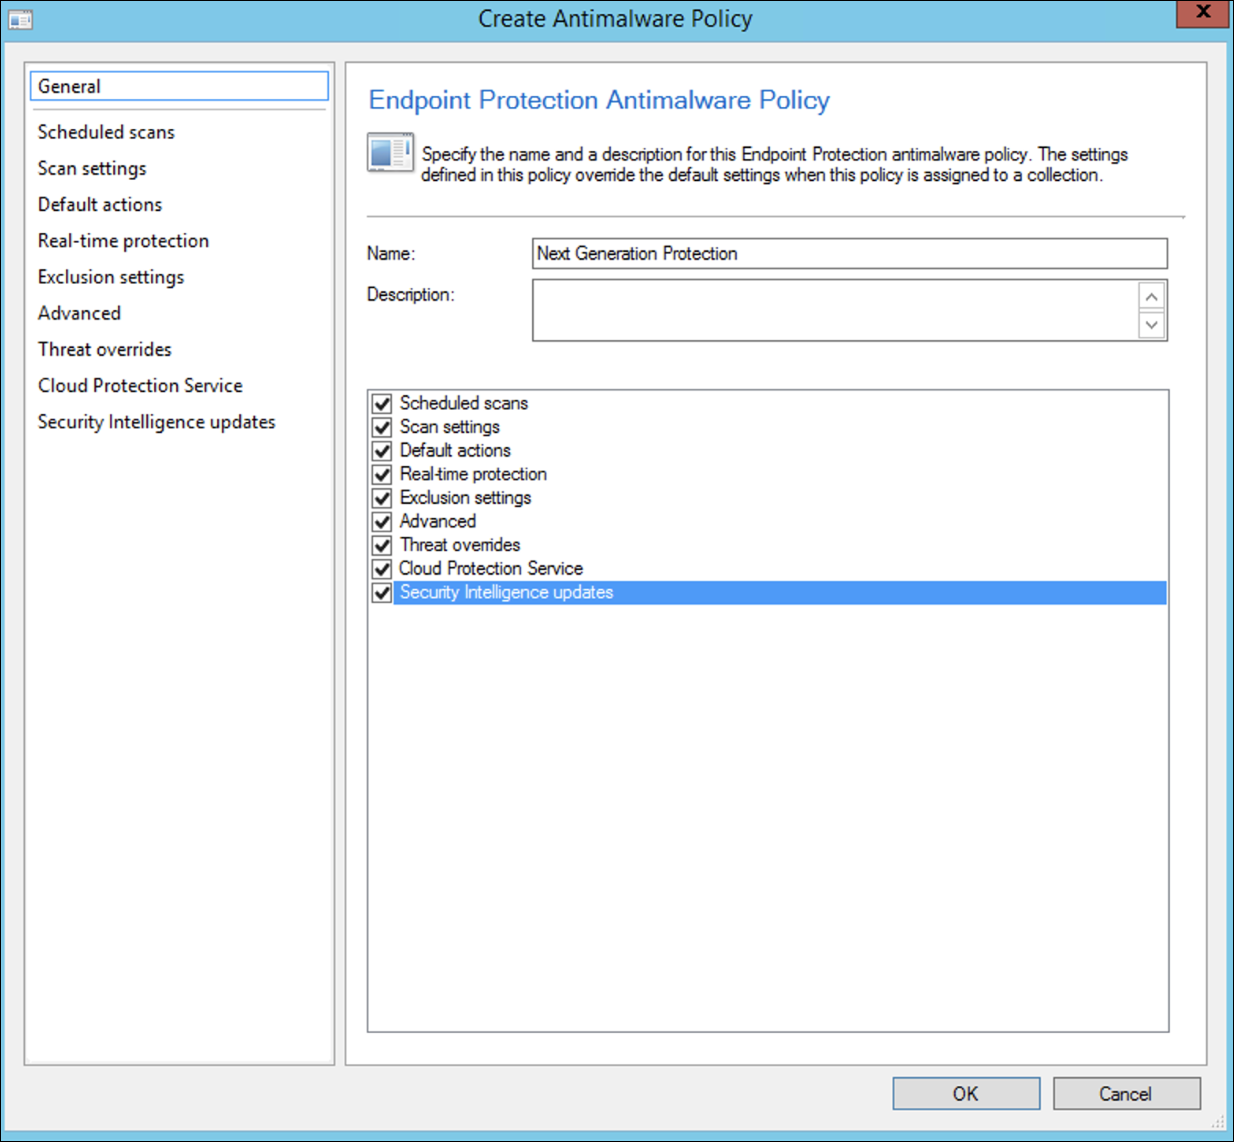 Create Antimalware Policy
X
General
Scheduled scans
Scan settings
Default actions
Real-time protection
Exclusion settings
Advanced
Threat overrides
Cloud Protection Service
Security Intelligence updates
Endpoint Protection Antimalware Policy
Specify the name and a description for this Endpoint Protection antimalware policy. The settings
defined in this policy override the default settings when this policy is assigned to a collection.
Name: Next Generation Protection
Description:
Scheduled scans
Scan settings
Default actions
Real-time protection
Exclusion settings
Advanced
Threat overrides
Cloud Protection Service
Security Intelligence updates
OK Cancel